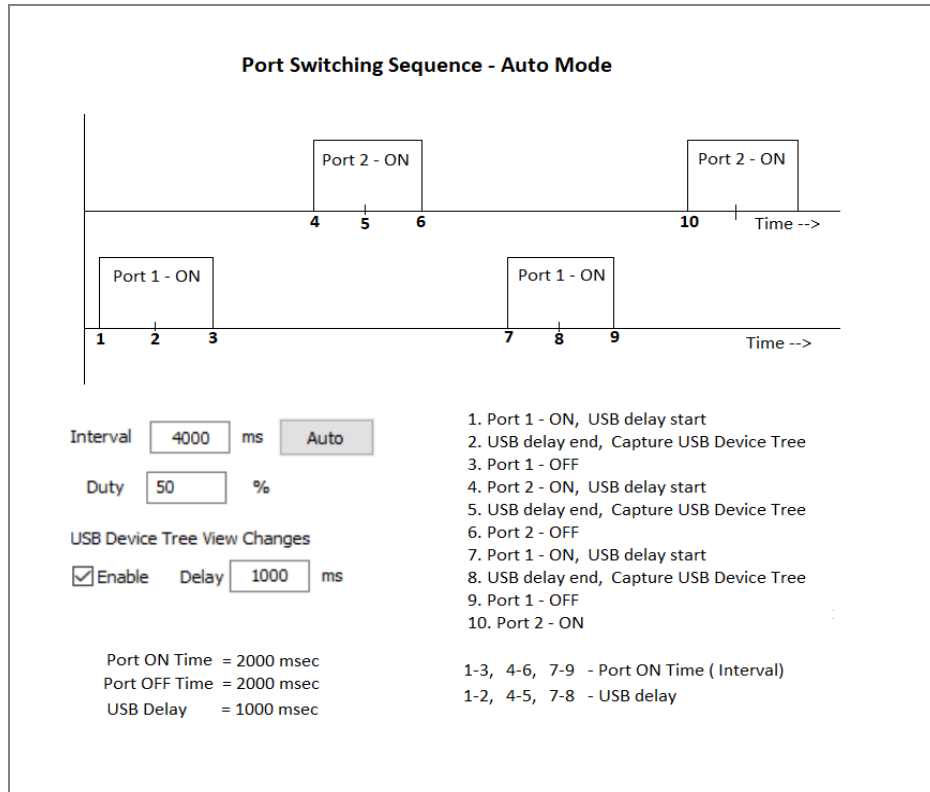 Port Switching Sequence - Auto Mode
Port 2 - ON
Port 2 - ON
4 5 6 10 Time -->
Port 1 - ON
Port 1 - ON
1 2 3 7 8 9 Time -->
Interval 4000 ms Auto
Duty 50 %
USB Device Tree View Changes
Enable Delay 1000 ms
Port ON Time = 2000 msec
Port OFF Time = 2000 msec
USB Delay = 1000 msec
1. Port 1 - ON, USB delay start
2. USB delay end, Capture USB Device Tree
3. Port 1 - OFF
4. Port 2 - ON, USB delay start
5. USB delay end, Capture USB Device Tree
6. Port 2 - OFF
7. Port 1 - ON, USB delay start
8. USB delay end, Capture USB Device Tree
9. Port 1 - OFF
10. Port 2 - ON
1-3, 4-6, 7-9 - Port ON Time ( Interval)
1-2, 4-5, 7-8 - USB delay